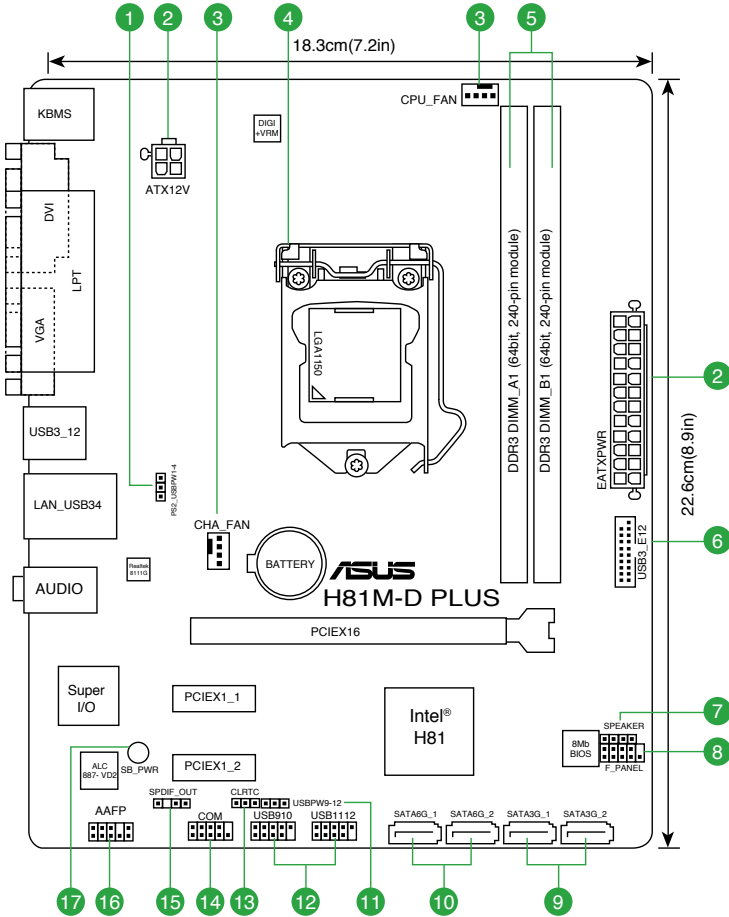 1
2
3
4
3
5
18.3cm(7.2in)
KBMS
CPU_FAN
DIGI
+VRM
ATX12V
DVI
LPT
VGA
LGA1150
DDR3 DIMM_A1 (64bit, 240-pin module)
DDR3 DIMM_B1 (64bit, 240-pin module)
2
EATXPWR
22.6cm(8.9in)
USB3_12
1
PS2_USBPW1-4
LAN_USB34
CHA_FAN
USB3_E12
6
BATTERY
Realtek
8111G
AUDIO
ASUS
H81M-D PLUS
PCIEX16
Super
I/O
PCIEX1_1
Intel®
H81
7
SPEAKER
8Mb
BIOS
8
F_PANEL
ALC
887- VD2
SB_PWR
PCIEX1_2
17
SPDIF_OUT
CLRTC
USBPW9-12
AAFP
COM
USB910
USB1112
SATA6G_1
SATA6G_2
SATA3G_1
SATA3G_2
16
15
14
13
12
11
10
9